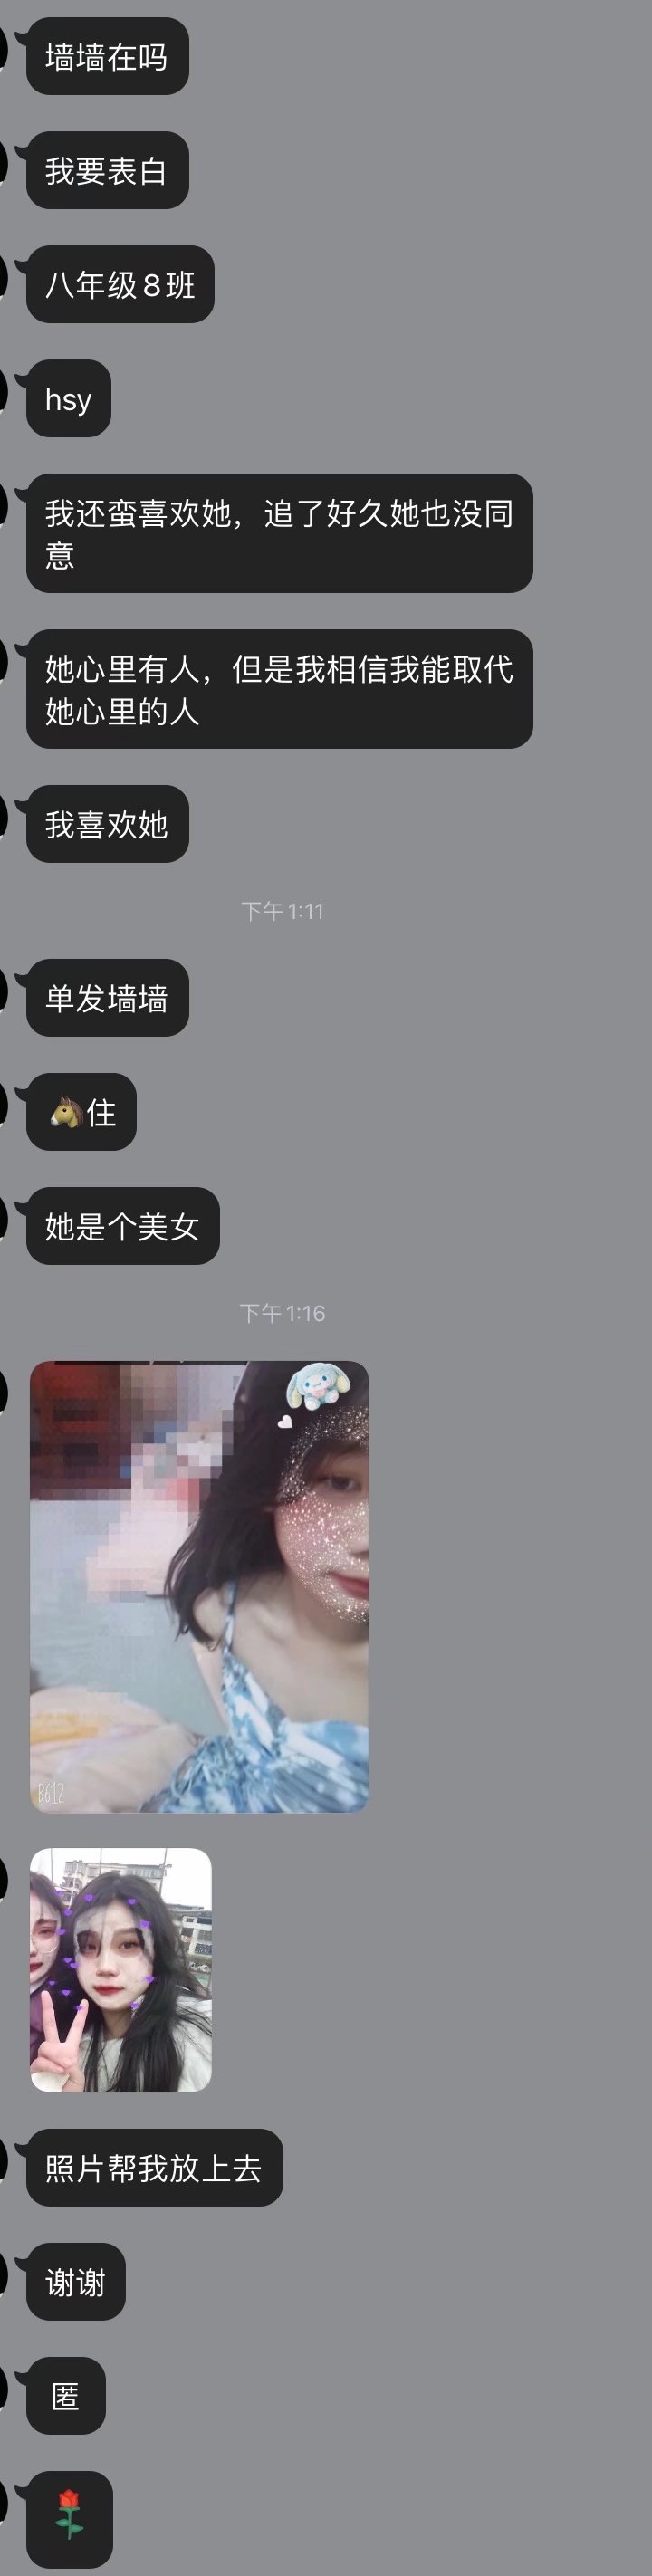 墙墙在吗
我要表白
八年级8班
hsy
我还蛮喜欢她，追了好久她也没同
意
她心里有人，但是我相信我能取代
她心里的人
我喜欢她
下午1:11
单发墙墙
🐴住
她是个美女
下午1:16
B612
照片帮我放上去
谢谢
匿
🌹